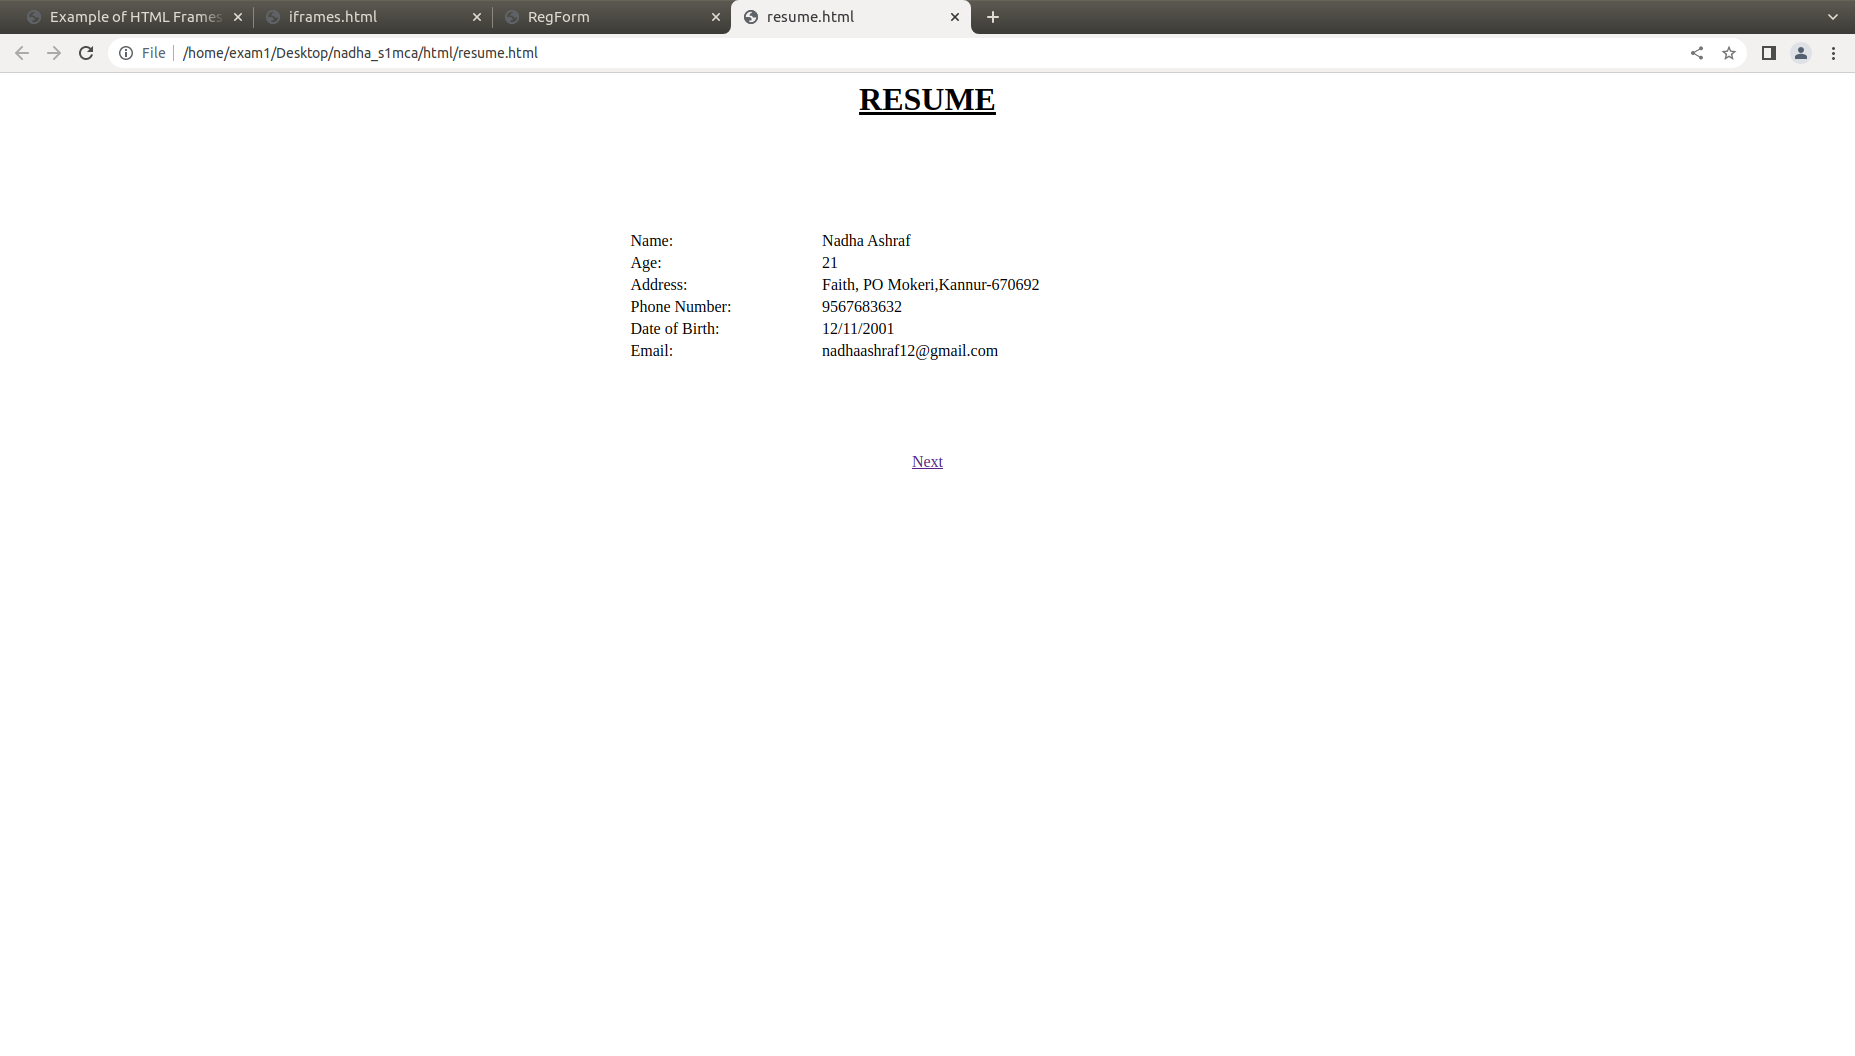 Example of HTML Frames
iframes.html
RegForm
resume.html
File
/home/exam1/Desktop/nadha_s1mca/html/resume.html
RESUME
Name: Nadha Ashraf
Age: 21
Address: Faith, PO Mokeri,Kannur-670692
Phone Number: 9567683632
Date of Birth: 12/11/2001
Email: nadhaashraf12@gmail.com
Next